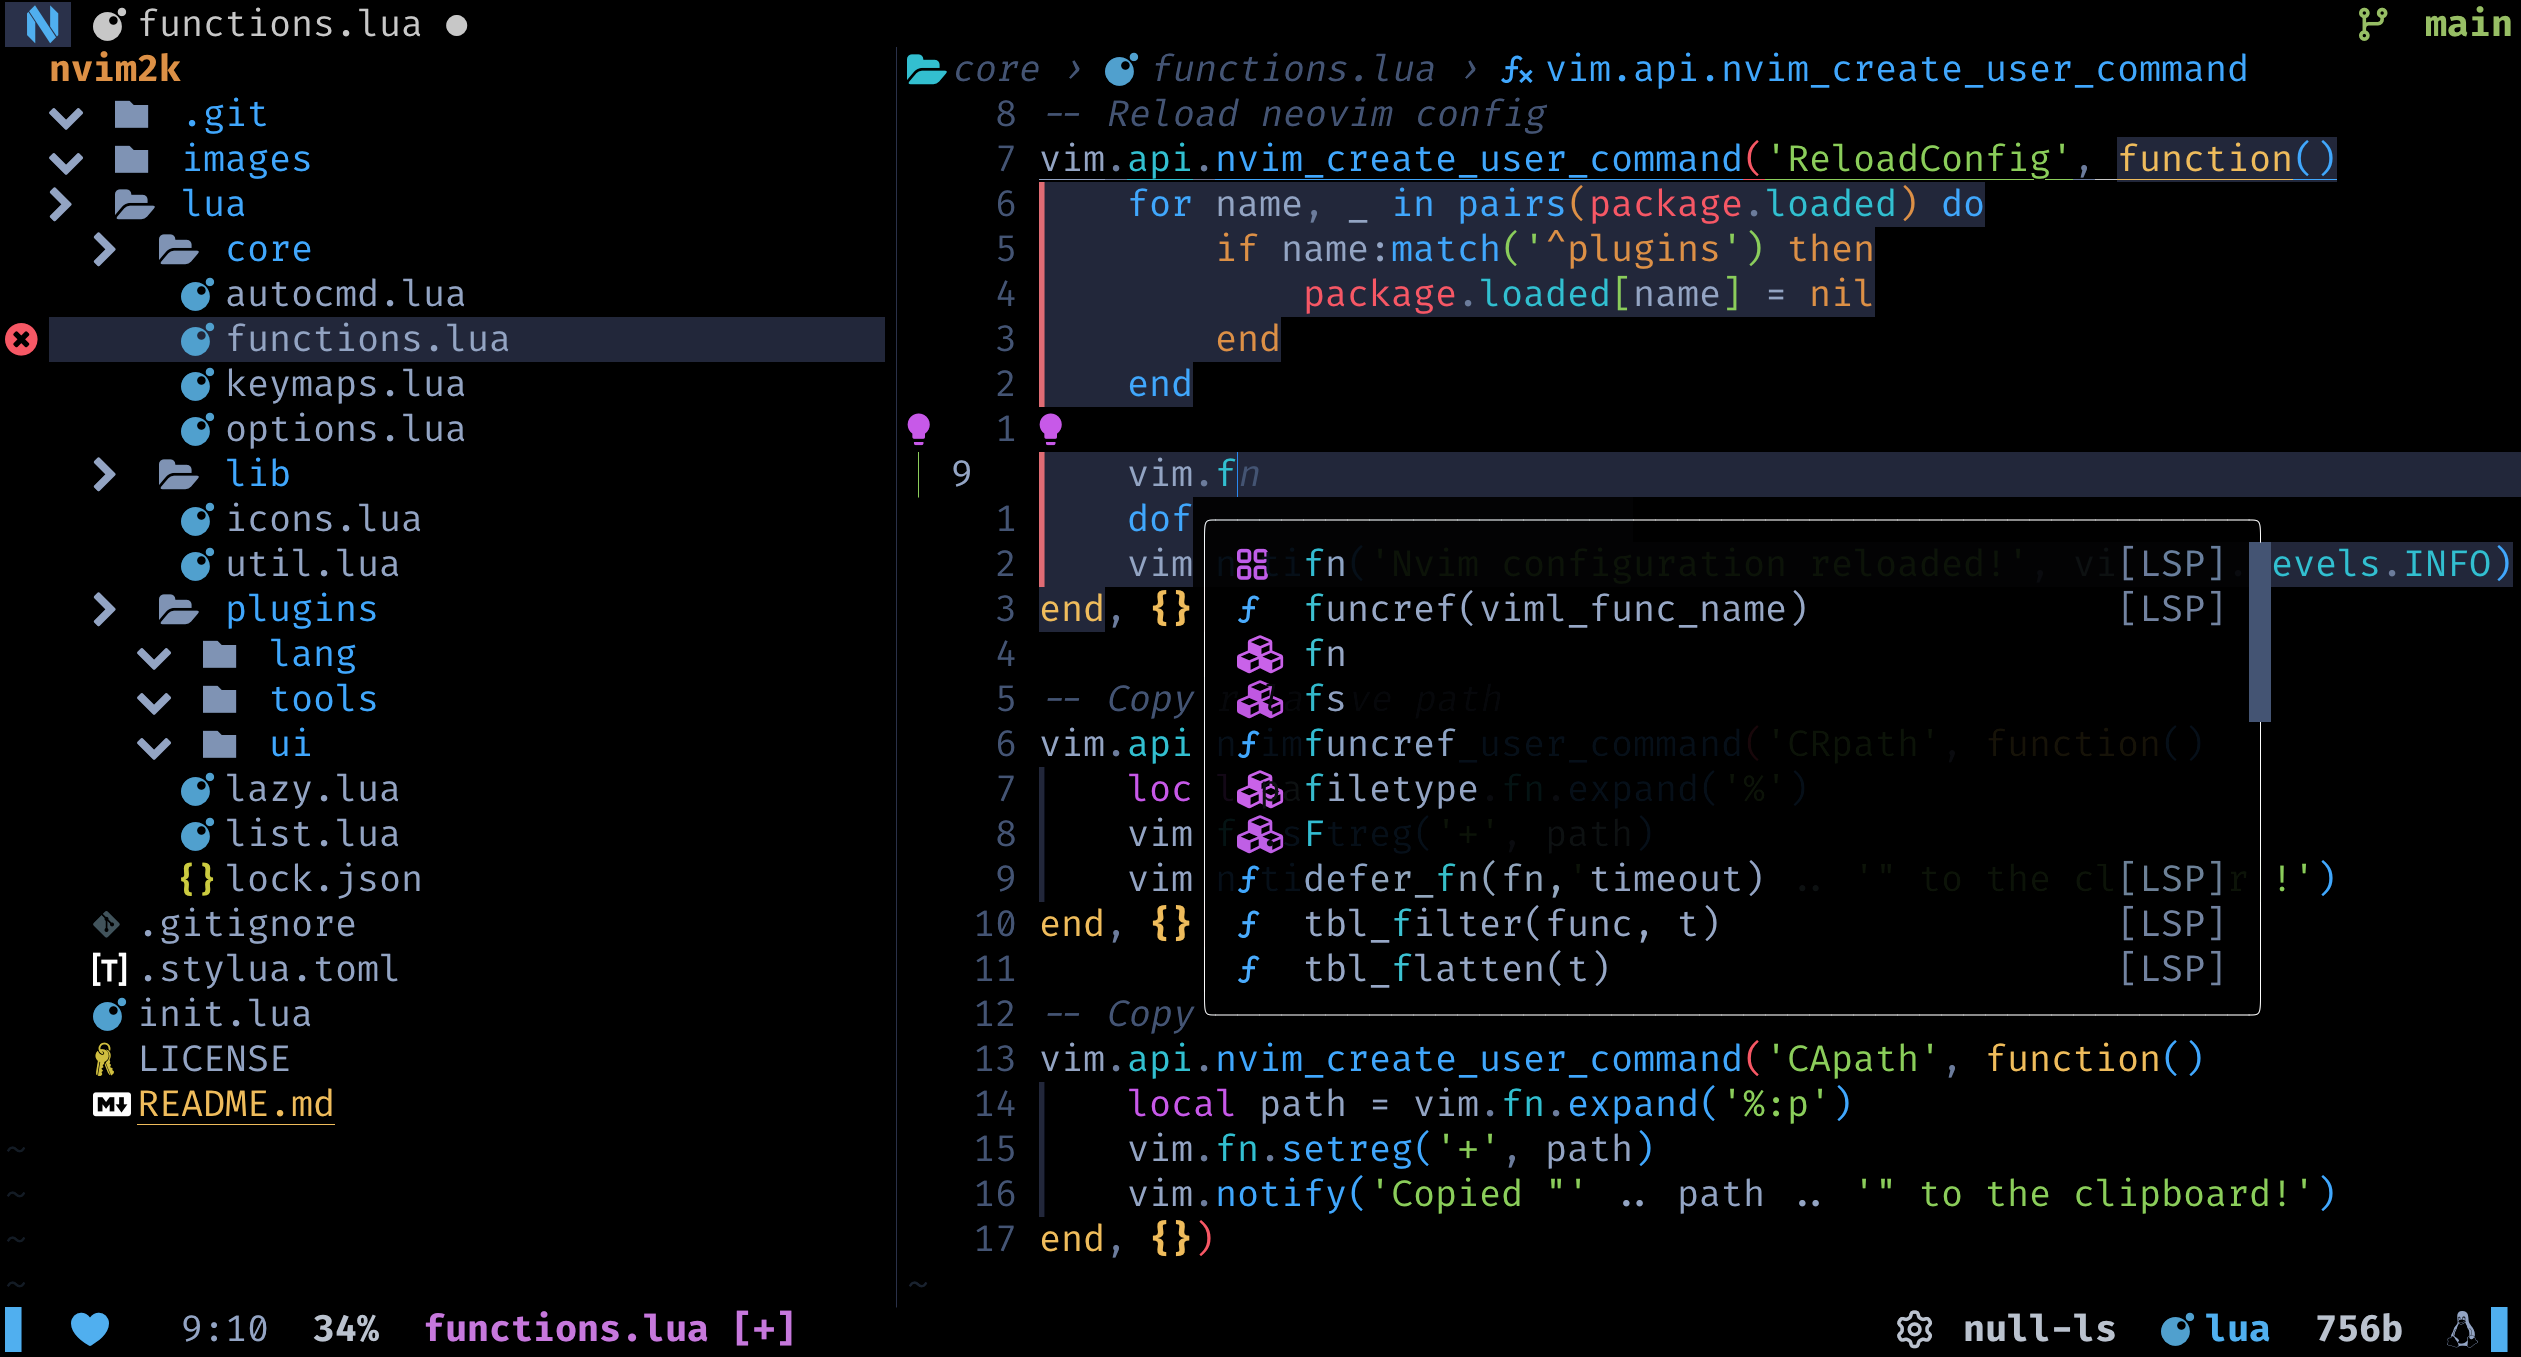 functions.lua ●
main
nvim2k
.git
images
lua
core
autocmd.lua
functions.lua
keymaps.lua
options.lua
lib
icons.lua
util.lua
plugins
lang
tools
ui
lazy.lua
list.lua
{} lock.json
.gitignore
[T] .stylua.toml
init.lua
LICENSE
M↓ README.md
~
~
~
~
core › functions.lua › fx vim.api.nvim_create_user_command
8 -- Reload neovim config
7 vim.api.nvim_create_user_command('ReloadConfig', function()
6 for name, _ in pairs(package.loaded) do
5 if name:match('^plugins') then
4 package.loaded[name] = nil
3 end
2 end
1
9 vim.fn
1 dof
2 vim evels.INFO)
3 end, {}
4
5 -- Copy
6 vim.api
7 loc
8 vim
9 vim !')
10 end, {}
11
12 -- Copy
13 vim.api.nvim_create_user_command('CApath', function()
14 local path = vim.fn.expand('%:p')
15 vim.fn.setreg('+', path)
16 vim.notify('Copied "' .. path .. '" to the clipboard!')
17 end, {})
~
fn [LSP]
funcref(viml_func_name) [LSP]
fn
fs
funcref
filetype
F
defer_fn(fn, timeout) [LSP]
tbl_filter(func, t) [LSP]
tbl_flatten(t) [LSP]
9:10 34% functions.lua [+]
null-ls lua 756b